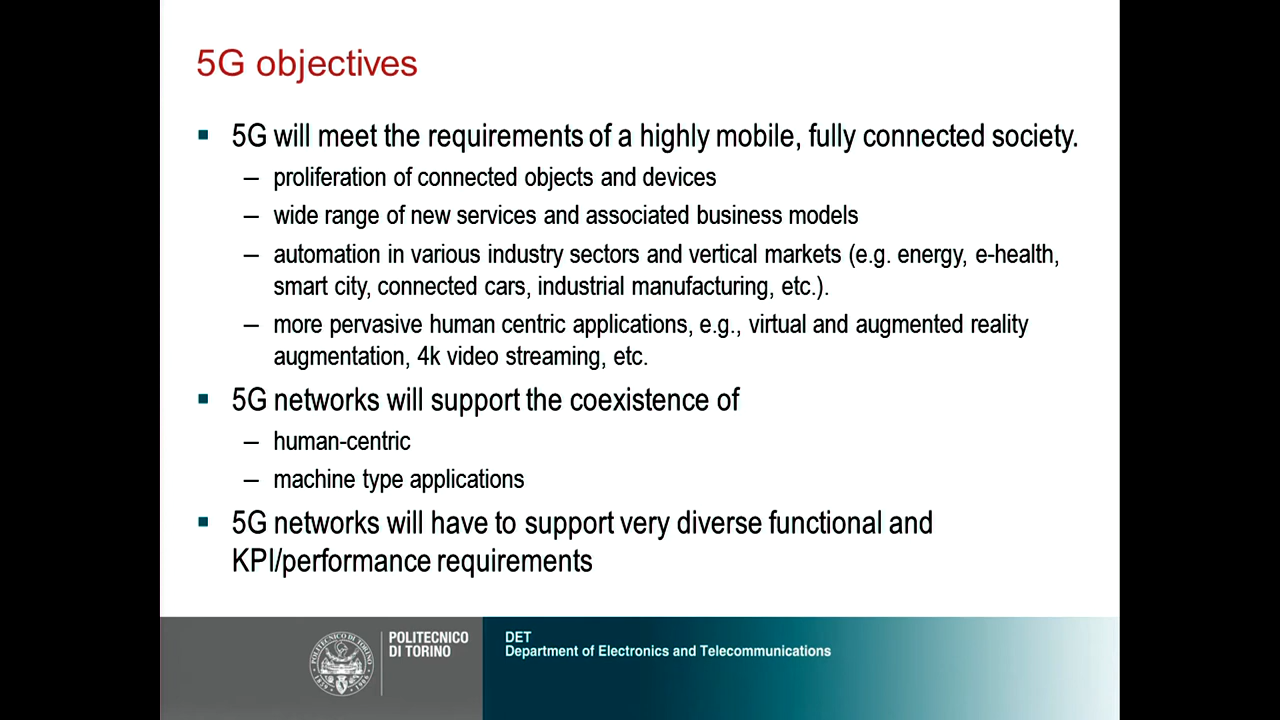 5G objectives
▪ 5G will meet the requirements of a highly mobile, fully connected society.
– proliferation of connected objects and devices
– wide range of new services and associated business models
– automation in various industry sectors and vertical markets (e.g. energy, e-health,
smart city, connected cars, industrial manufacturing, etc.).
– more pervasive human centric applications, e.g., virtual and augmented reality
augmentation, 4k video streaming, etc.
▪ 5G networks will support the coexistence of
– human-centric
– machine type applications
▪ 5G networks will have to support very diverse functional and
KPI/performance requirements
POLITECNICO
DI TORINO
DET
Department of Electronics and Telecommunications
POLITECNICO DI TORINO